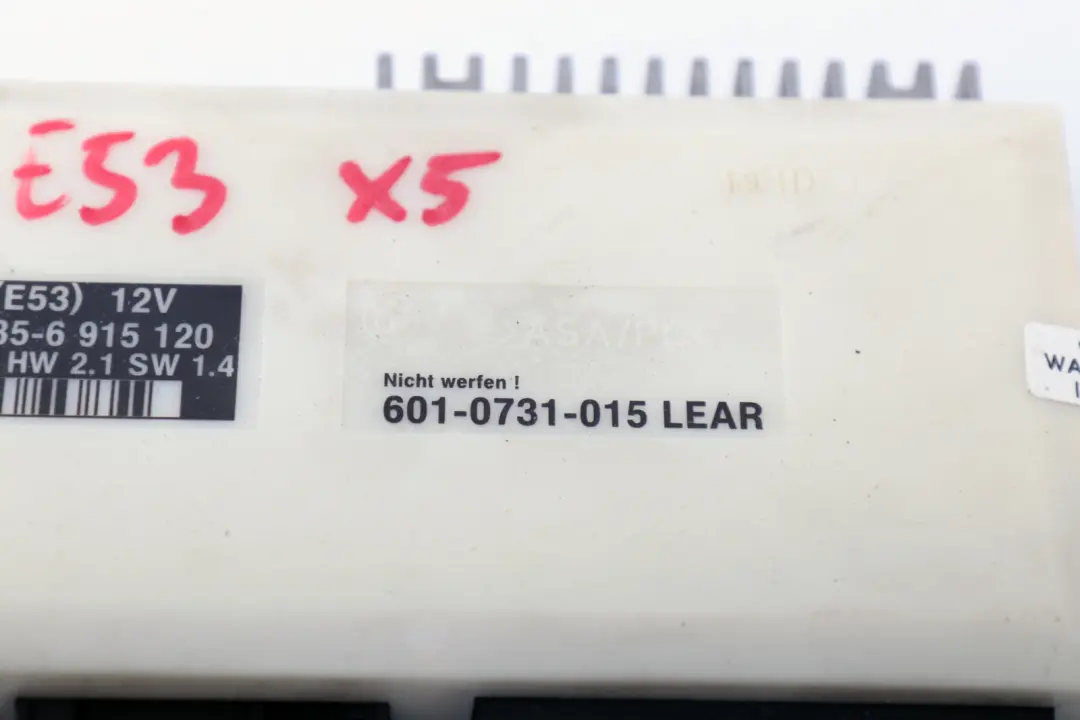 E53 X5
(E53) 12V
35-6 915 120
HW 2.1 SW 1.4
Nicht werfen !
601-0731-015 LEAR
WA